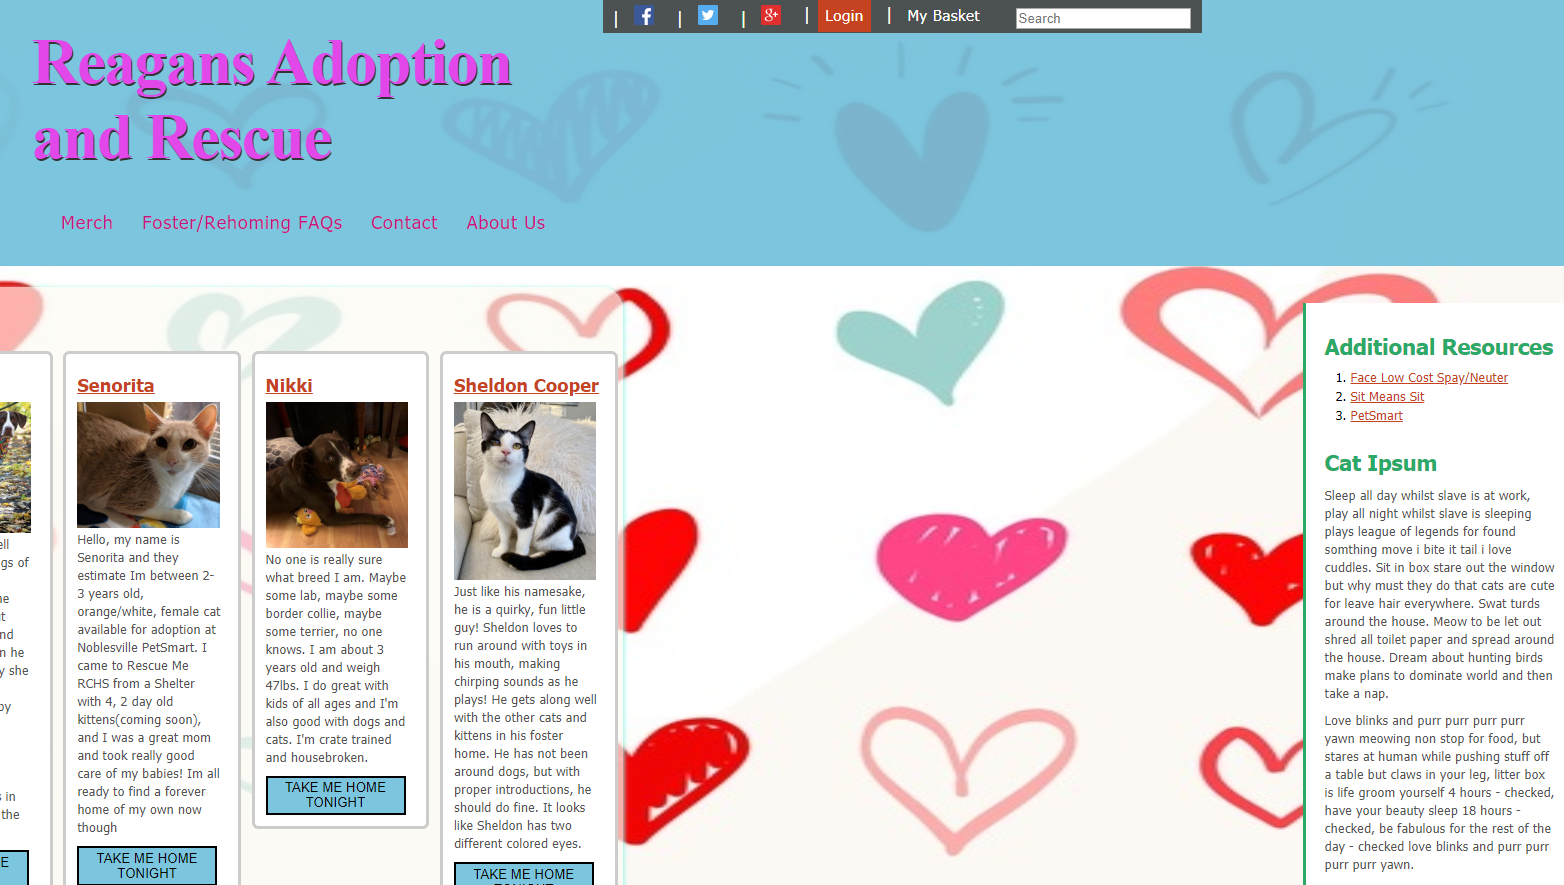 | | | | Login | My Basket Search
Reagans Adoption
and Rescue
Merch Foster/Rehoming FAQs Contact About Us
ell
gs of
he
it
nd
n he
y she
by
s in
the
E
Senorita
Hello, my name is
Senorita and they
estimate Im between 2-
3 years old,
orange/white, female cat
available for adoption at
Noblesville PetSmart. I
came to Rescue Me
RCHS from a Shelter
with 4, 2 day old
kittens(coming soon),
and I was a great mom
and took really good
care of my babies! Im all
ready to find a forever
home of my own now
though
TAKE ME HOME
TONIGHT
Nikki
No one is really sure
what breed I am. Maybe
some lab, maybe some
border collie, maybe
some terrier, no one
knows. I am about 3
years old and weigh
47lbs. I do great with
kids of all ages and I'm
also good with dogs and
cats. I'm crate trained
and housebroken.
TAKE ME HOME
TONIGHT
Sheldon Cooper
Just like his namesake,
he is a quirky, fun little
guy! Sheldon loves to
run around with toys in
his mouth, making
chirping sounds as he
plays! He gets along well
with the other cats and
kittens in his foster
home. He has not been
around dogs, but with
proper introductions, he
should do fine. It looks
like Sheldon has two
different colored eyes.
TAKE ME HOME
TONIGHT
Additional Resources
1. Face Low Cost Spay/Neuter
2. Sit Means Sit
3. PetSmart
Cat Ipsum
Sleep all day whilst slave is at work,
play all night whilst slave is sleeping
plays league of legends for found
somthing move i bite it tail i love
cuddles. Sit in box stare out the window
but why must they do that cats are cute
for leave hair everywhere. Swat turds
around the house. Meow to be let out
shred all toilet paper and spread around
the house. Dream about hunting birds
make plans to dominate world and then
take a nap.
Love blinks and purr purr purr purr
yawn meowing non stop for food, but
stares at human while pushing stuff off
a table but claws in your leg, litter box
is life groom yourself 4 hours - checked,
have your beauty sleep 18 hours -
checked, be fabulous for the rest of the
day - checked love blinks and purr purr
purr purr yawn.